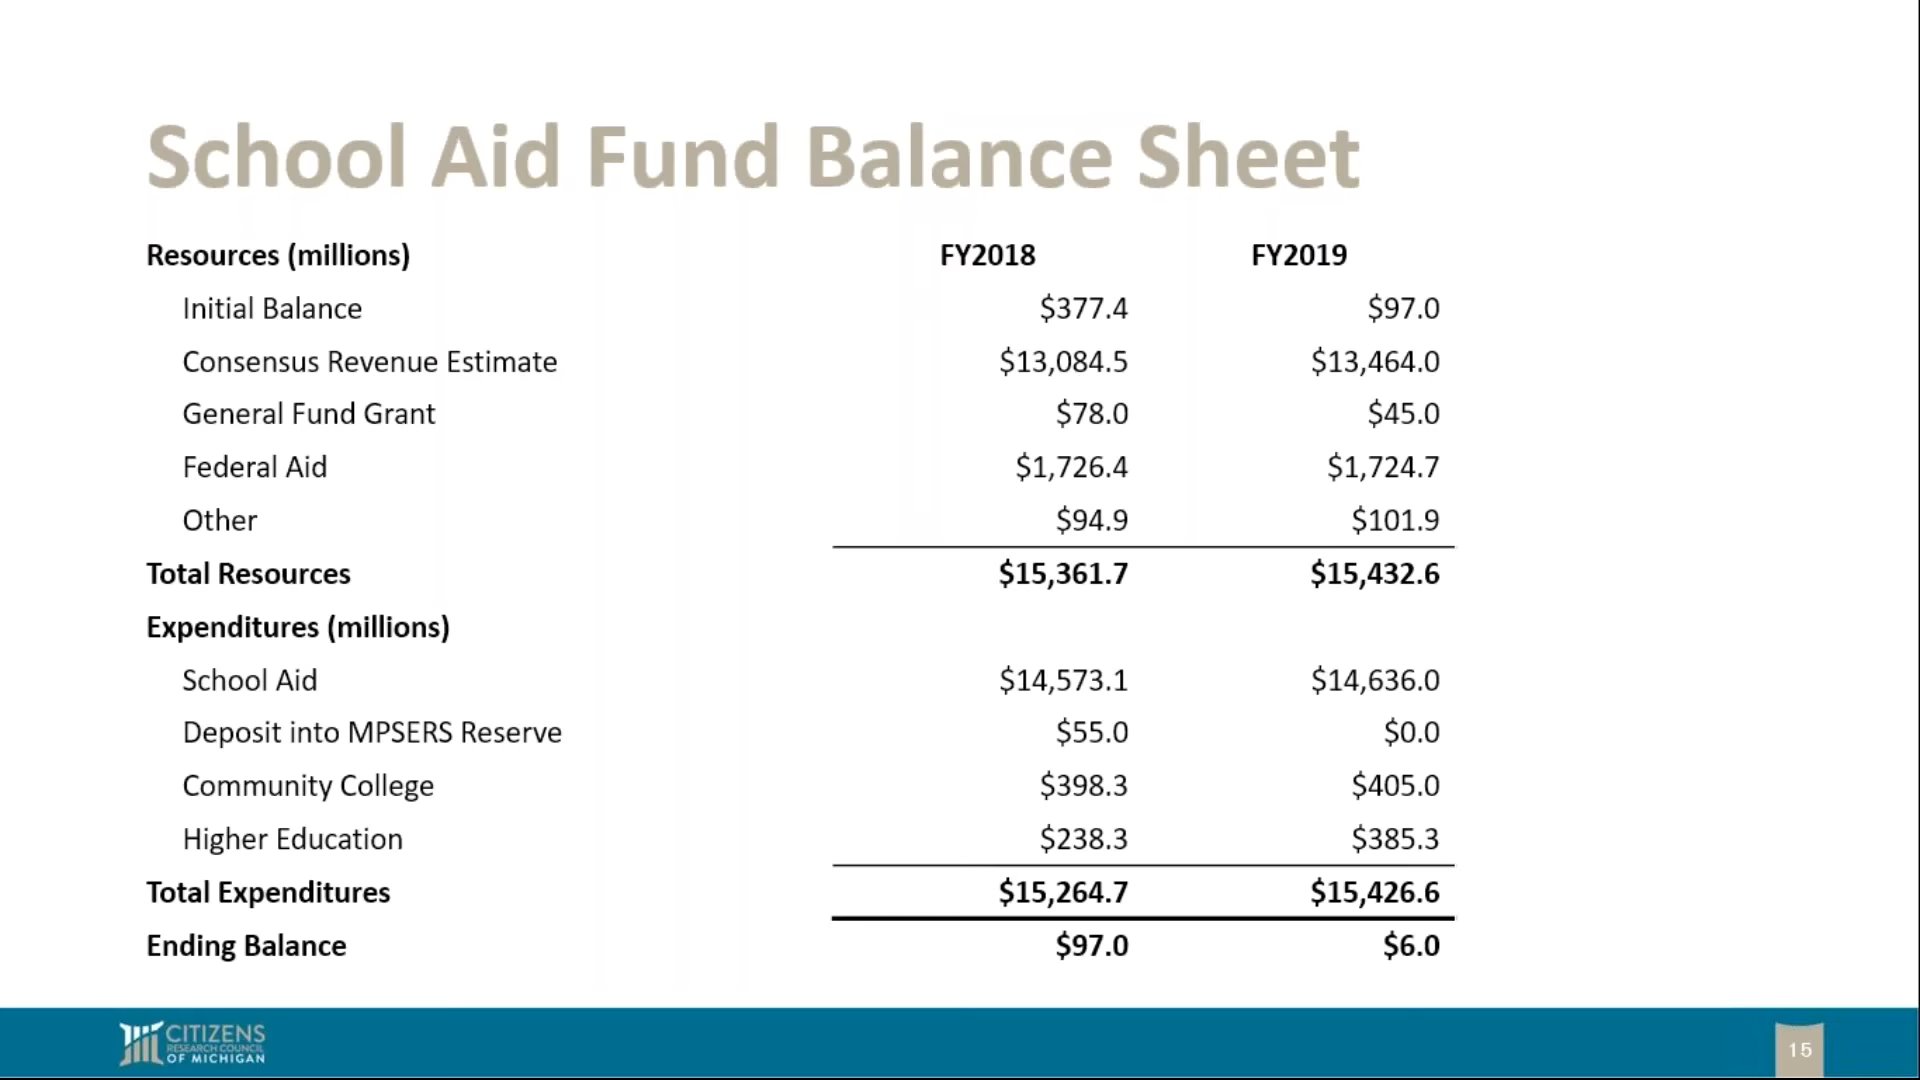 School Aid Fund Balance Sheet
Resources (millions) FY2018 FY2019
Initial Balance $377.4 $97.0
Consensus Revenue Estimate $13,084.5 $13,464.0
General Fund Grant $78.0 $45.0
Federal Aid $1,726.4 $1,724.7
Other $94.9 $101.9
Total Resources $15,361.7 $15,432.6
Expenditures (millions)
School Aid $14,573.1 $14,636.0
Deposit into MPSERS Reserve $55.0 $0.0
Community College $398.3 $405.0
Higher Education $238.3 $385.3
Total Expenditures $15,264.7 $15,426.6
Ending Balance $97.0 $6.0
CITIZENS
RESEARCH COUNCIL
OF MICHIGAN
15